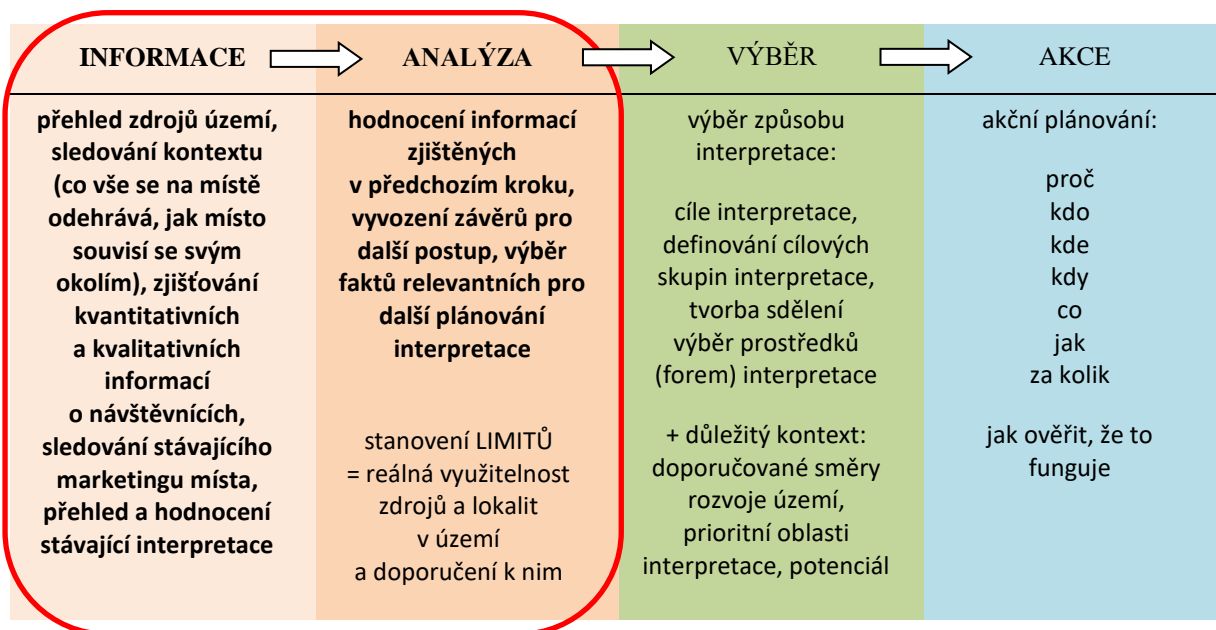 INFORMACE
ANALÝZA
VÝBĚR
AKCE
přehled zdrojů území,
sledování kontextu
(co vše se na místě
odehrává, jak místo
souvisí se svým
okolím), zjišťování
kvantitativních
a kvalitativních
informací
o návštěvnících,
sledování stávajícího
marketingu místa,
přehled a hodnocení
stávající interpretace
hodnocení informací
zjištěných
v předchozím kroku,
vyvození závěrů pro
další postup, výběr
faktů relevantních pro
další plánování
interpretace
stanovení LIMITŮ
= reálná využitelnost
zdrojů a lokalit
v území
a doporučení k nim
výběr způsobu
interpretace:
cíle interpretace,
definování cílových
skupin interpretace,
tvorba sdělení
výběr prostředků
(forem) interpretace
+ důležitý kontext:
doporučované směry
rozvoje území,
prioritní oblasti
interpretace, potenciál
akční plánování:
proč
kdo
kde
kdy
co
jak
za kolik
jak ověřit, že to
funguje